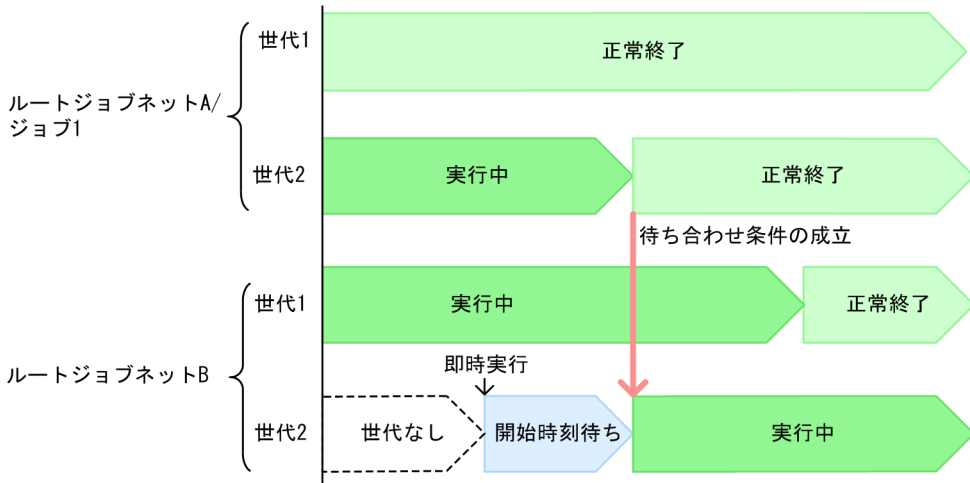 世代1
正常終了
ルートジョブネットA/
ジョブ1
世代2
実行中
正常終了
待ち合わせ条件の成立
世代1
実行中
正常終了
ルートジョブネットB
即時実行
世代2
世代なし
開始時刻待ち
実行中